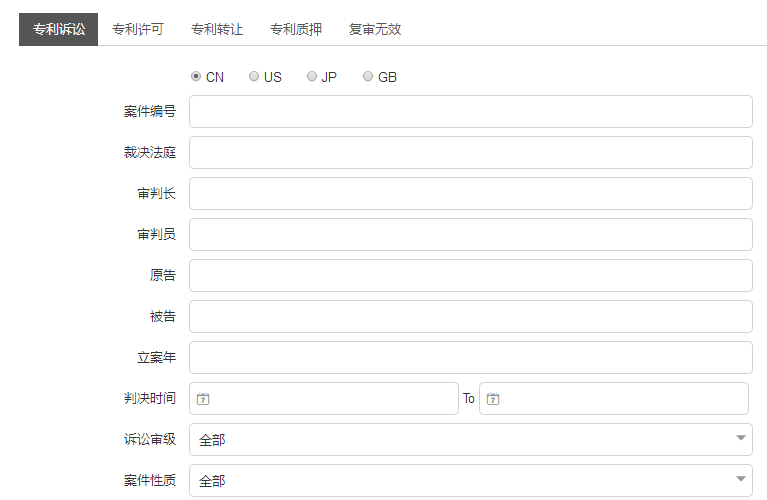 专利诉讼 专利许可 专利转让 专利质押 复审无效
CN US JP GB
案件编号
裁决法庭
审判长
审判员
原告
被告
立案年
判决时间 To
诉讼审级 全部
案件性质 全部